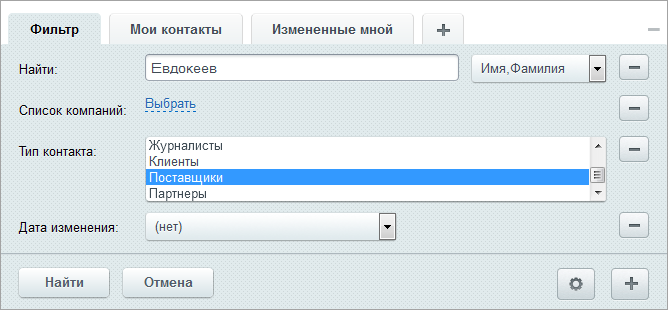 Фильтр Мои контакты Измененные мной
Найти: Евдокеев Имя,Фамилия
Список компаний: Выбрать
Тип контакта: Журналисты
Клиенты
Поставщики
Партнеры
Дата изменения: (нет)
Найти Отмена